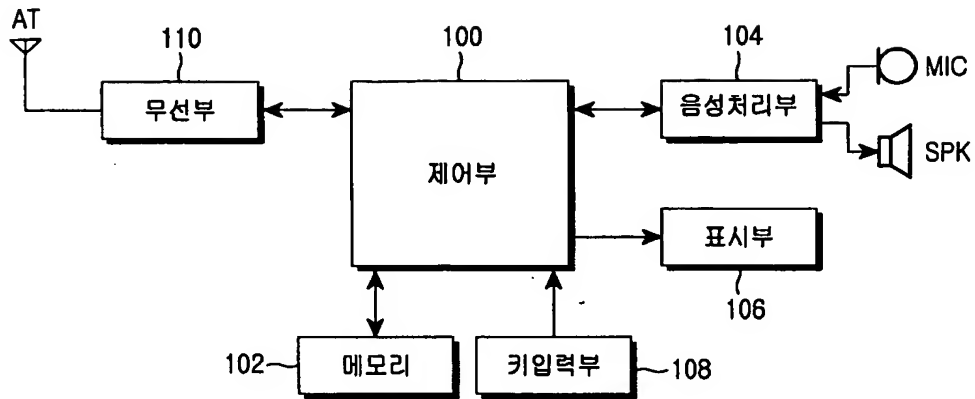 AT
110
100
104
MIC
무선부
음성처리부
SPK
제어부
표시부
106
102
메모리
키입력부
108